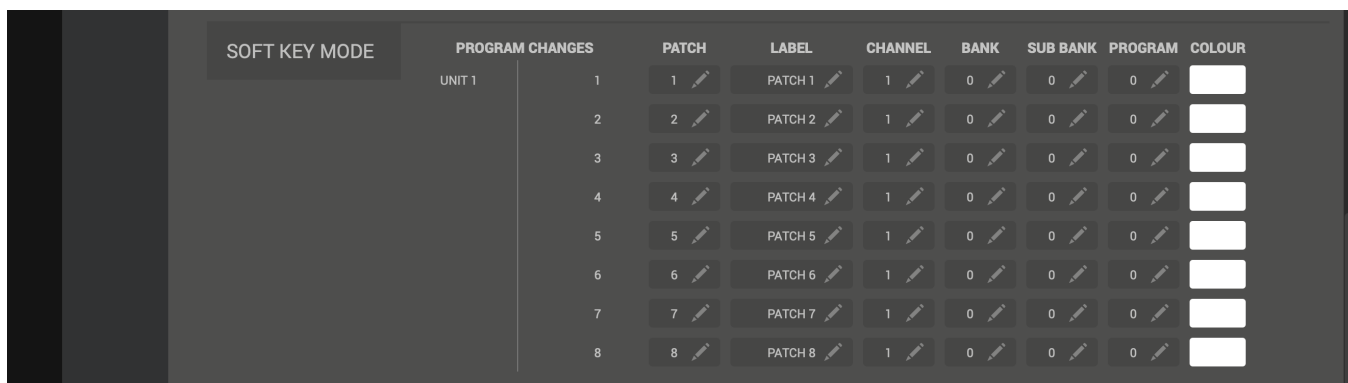 SOFT KEY MODE PROGRAM CHANGES PATCH LABEL CHANNEL BANK SUB BANK PROGRAM COLOUR
UNIT 1 1 1 PATCH 1 1 0 0 0
2 2 PATCH 2 1 0 0 0
3 3 PATCH 3 1 0 0 0
4 4 PATCH 4 1 0 0 0
5 5 PATCH 5 1 0 0 0
6 6 PATCH 6 1 0 0 0
7 7 PATCH 7 1 0 0 0
8 8 PATCH 8 1 0 0 0